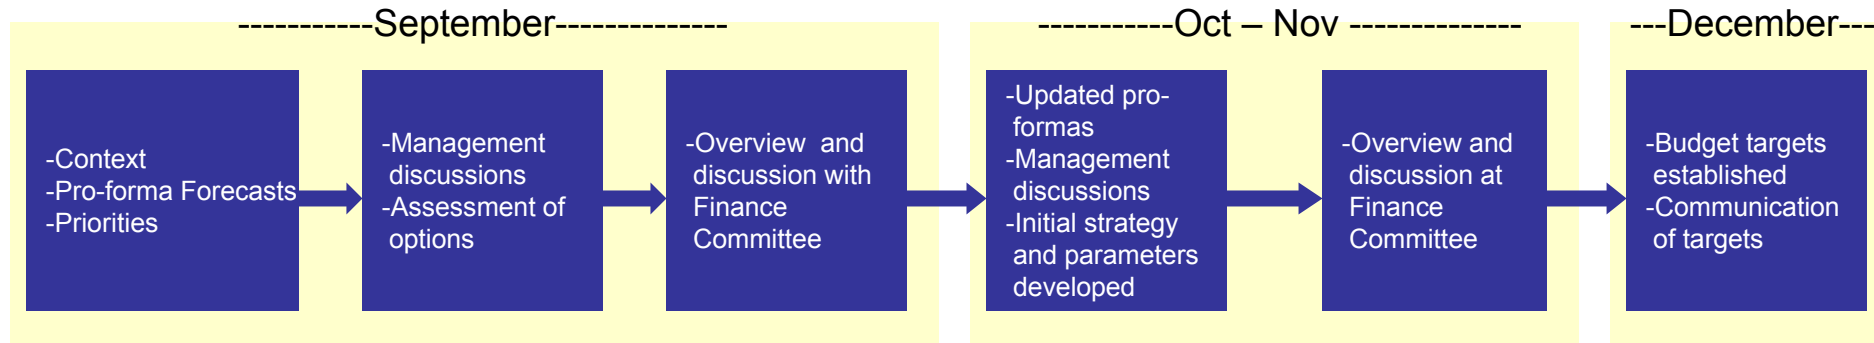 -----------September--------------
-----------Oct – Nov --------------
---December---
-Context
-Pro-forma Forecasts
-Priorities
-Management
discussions
-Assessment of
options
-Overview  and
discussion with
Finance
Committee
-Updated pro-
formas
-Management
discussions
-Initial strategy
and parameters
developed
-Overview and
discussion at
Finance
Committee
-Budget targets
established
-Communication
of targets